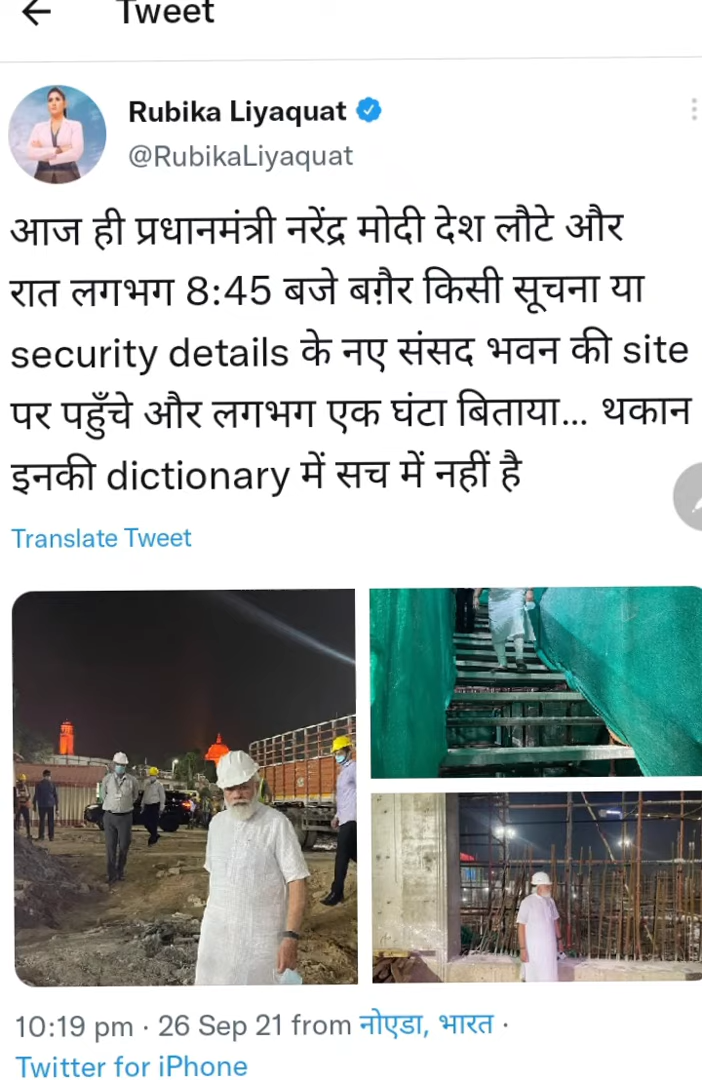 Tweet
Rubika Liyaquat
@RubikaLiyaquat
आज ही प्रधानमंत्री नरेंद्र मोदी देश लौटे और
रात लगभग 8:45 बजे बग़ैर किसी सूचना या
security details के नए संसद भवन की site
पर पहुँचे और लगभग एक घंटा बिताया... थकान
इनकी dictionary में सच में नहीं है
Translate Tweet
10:19 pm · 26 Sep 21 from नोएडा, भारत ·
Twitter for iPhone